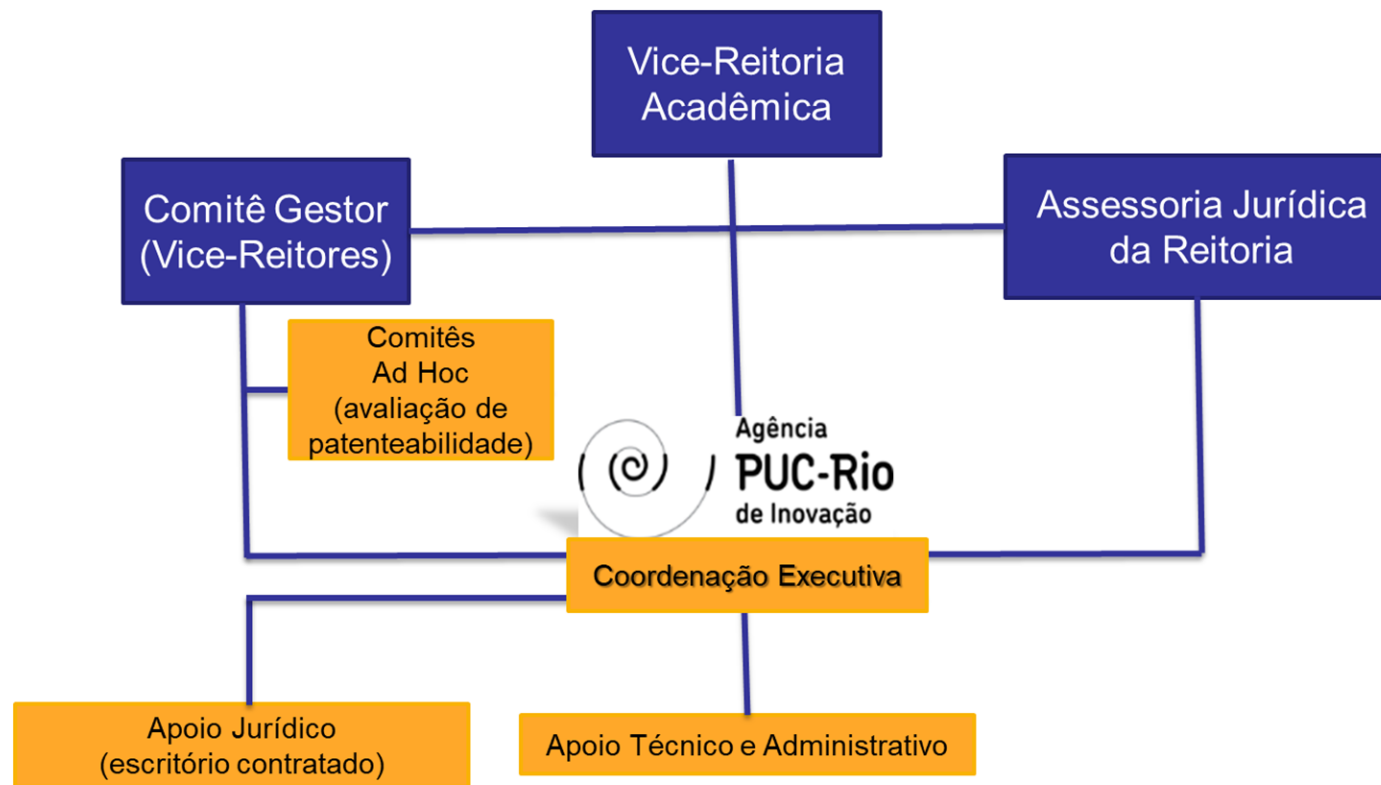 Vice-Reitoria
Acadêmica
Comitê Gestor
(Vice-Reitores)
Assessoria Jurídica
da Reitoria
Comitês
Ad Hoc
(avaliação de
patenteabilidade)
Agência
PUC-Rio
de Inovação
Coordenação Executiva
Apoio Jurídico
(escritório contratado)
Apoio Técnico e Administrativo